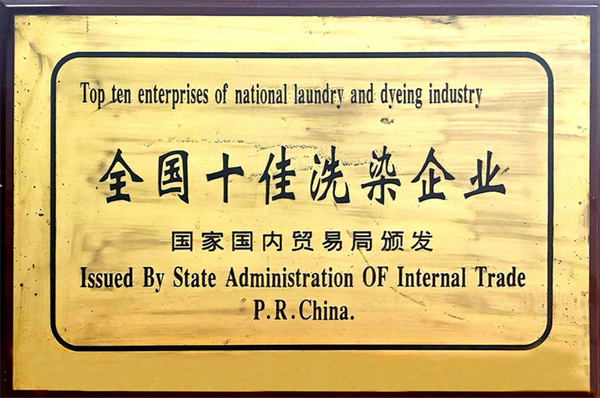 Top ten enterprises of national laundry and dyeing industry
全国十佳洗染企业
国家国内贸易局颁发
Issued By State Administration OF Internal Trade
P.R.China.